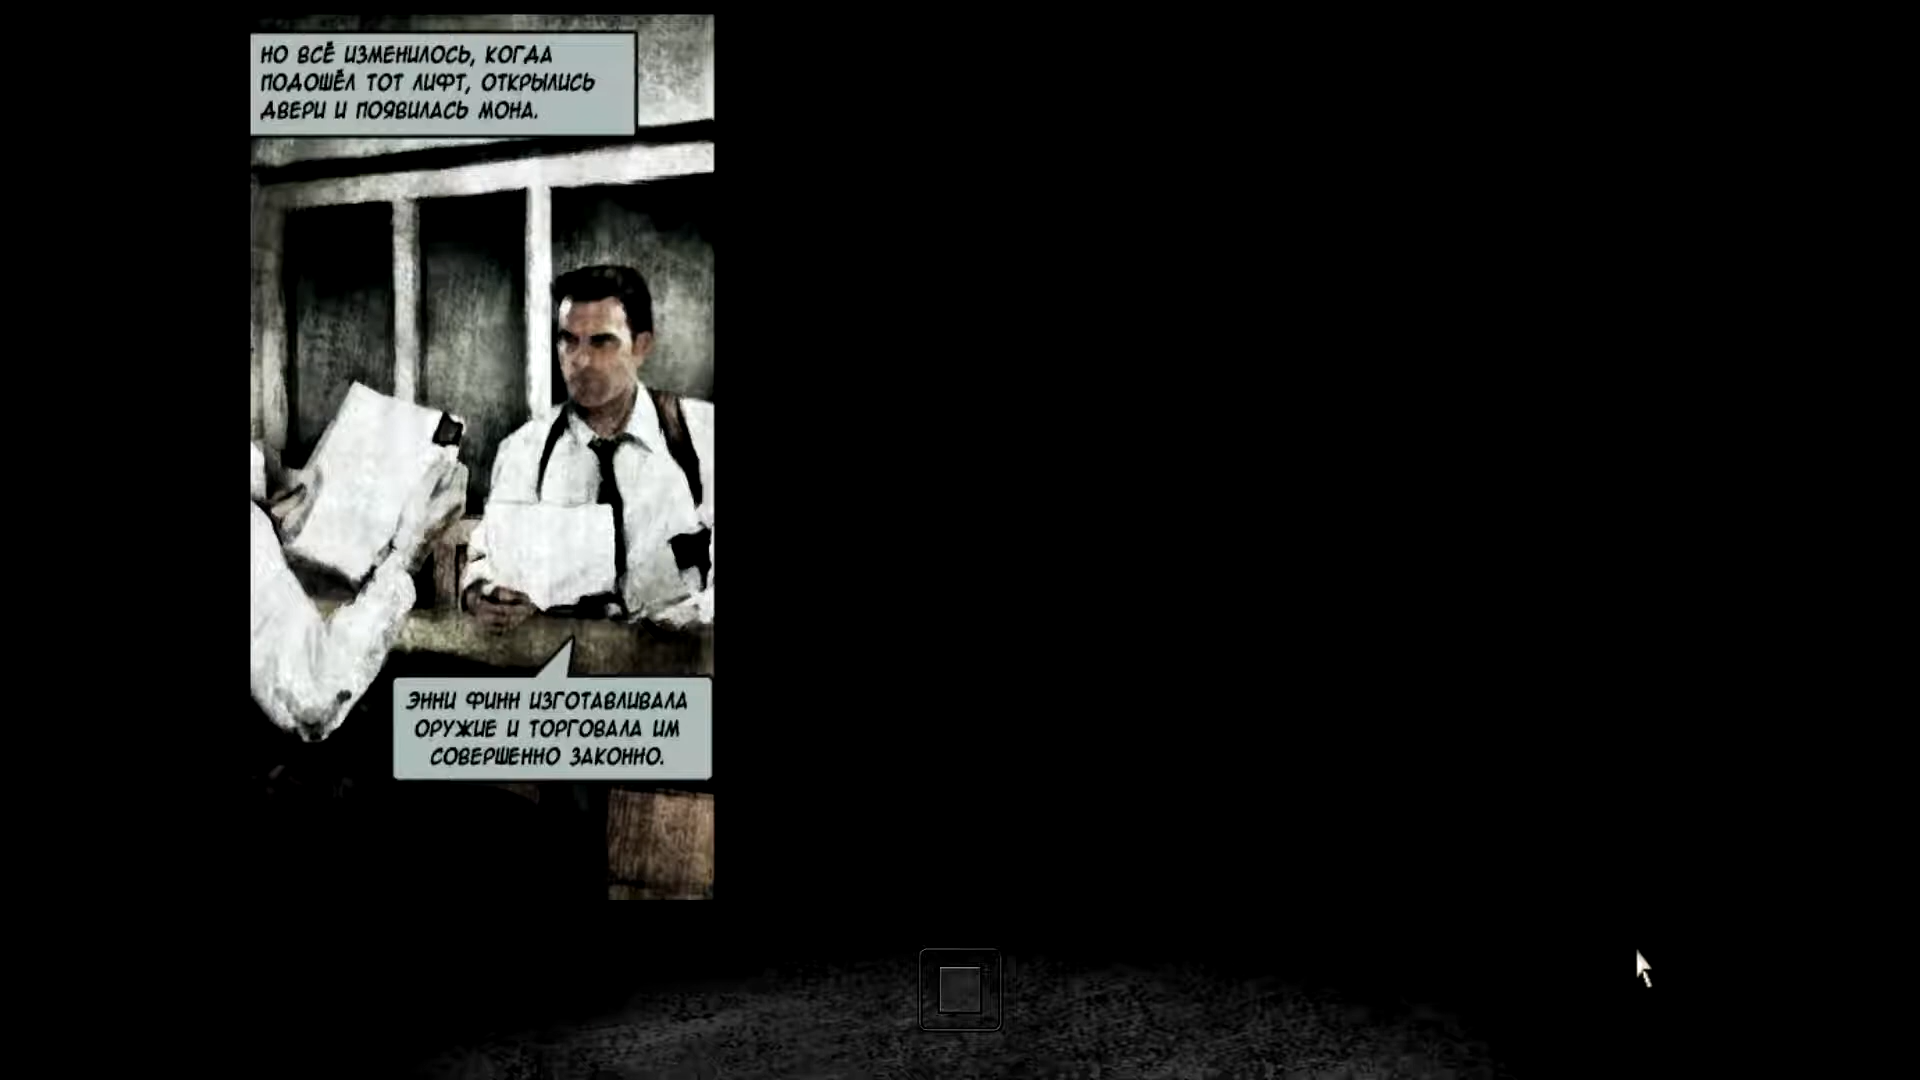 НО ВСЁ ИЗМЕНИЛОСЬ, КОГДА
ПОДОШЁЛ ТОТ ЛИФТ, ОТКРЫЛИСЬ
ДВЕРИ И ПОЯВИЛАСЬ МОНА.
ЭННИ ФИНН ИЗГОТАВЛИВАЛА
ОРУЖИЕ И ТОРГОВАЛА ИМ
СОВЕРШЕННО ЗАКОННО.